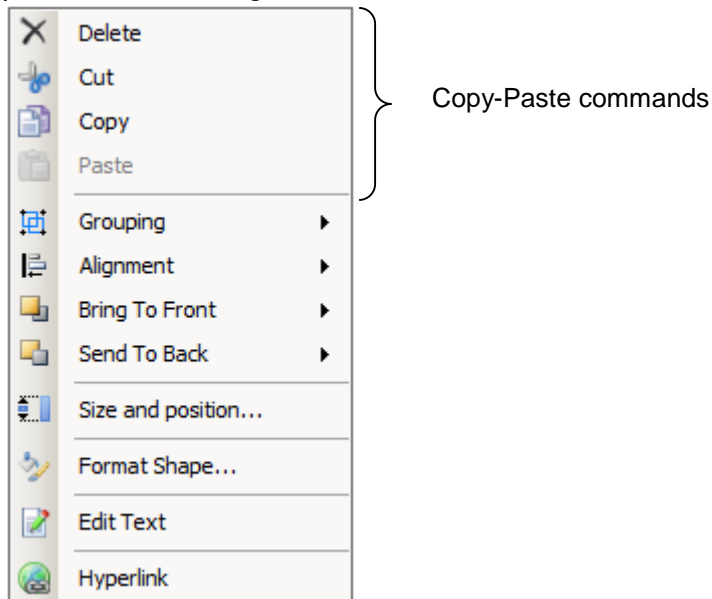 Delete
Cut
Copy-Paste commands
Copy
Paste
Grouping
Alignment
Bring To Front
Send To Back
Size and position...
Format Shape...
Edit Text
Hyperlink